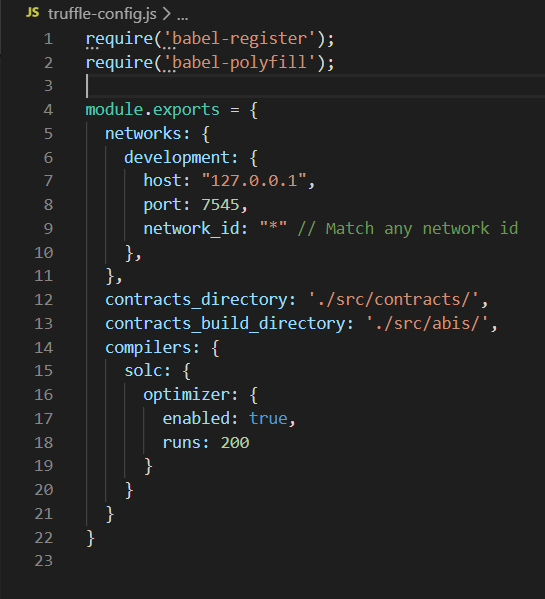 JS truffle-config.js > ...
1 require('babel-register');
2 require('babel-polyfill');
3
4 module.exports = {
5 networks: {
6 development: {
7 host: "127.0.0.1",
8 port: 7545,
9 network_id: "*" // Match any network id
10 },
11 },
12 contracts_directory: './src/contracts/',
13 contracts_build_directory: './src/abis/',
14 compilers: {
15 solc: {
16 optimizer: {
17 enabled: true,
18 runs: 200
19 }
20 }
21 }
22 }
23